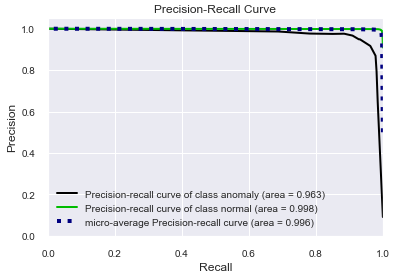 Precision-Recall Curve
1.0
0.8
0.6
0.4
0.2
0.0
Precision
Precision-recall curve of class anomaly (area = 0.963)
Precision-recall curve of class normal (area = 0.998)
micro-average Precision-recall curve (area = 0.996)
0.0 0.2 0.4 0.6 0.8 1.0
Recall